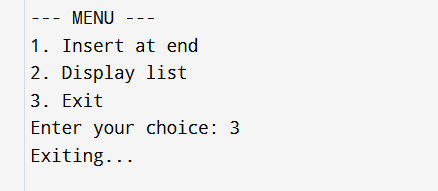 --- MENU ---
1. Insert at end
2. Display list
3. Exit
Enter your choice: 3
Exiting...